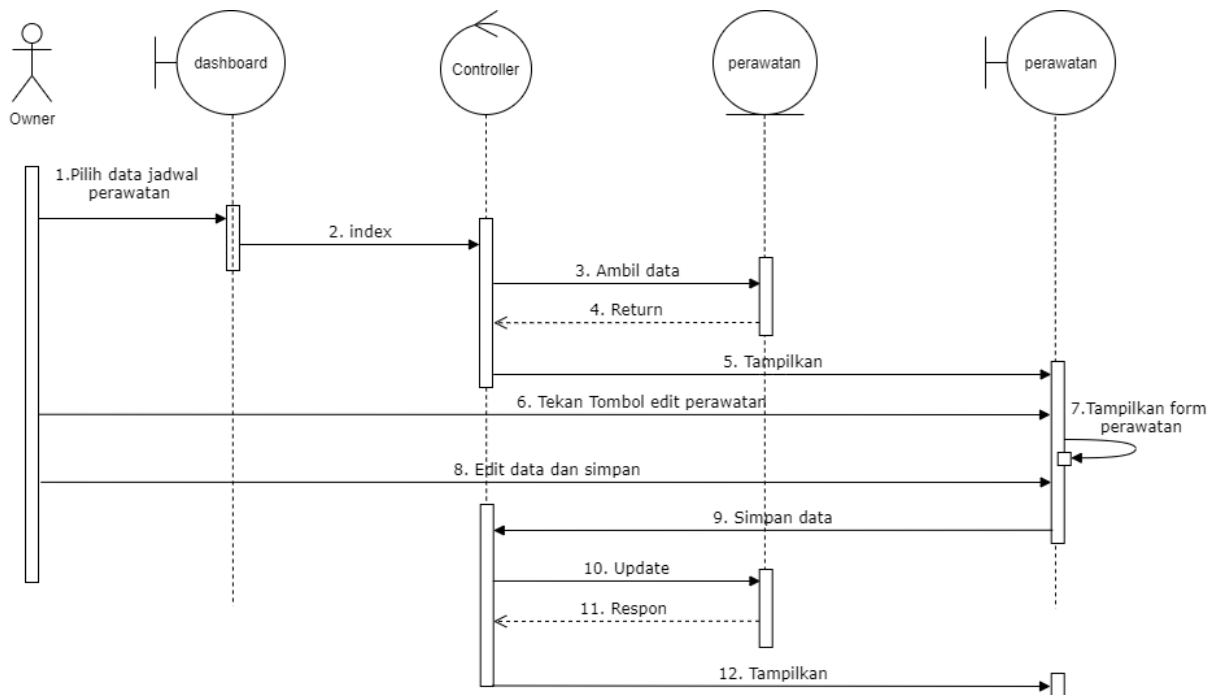 dashboard
Controller
perawatan
perawatan
Owner
1.Pilih data jadwal
perawatan
2. index
3. Ambil data
4. Return
5. Tampilkan
6. Tekan Tombol edit perawatan
7.Tampilkan form
perawatan
8. Edit data dan simpan
9. Simpan data
10. Update
11. Respon
12. Tampilkan